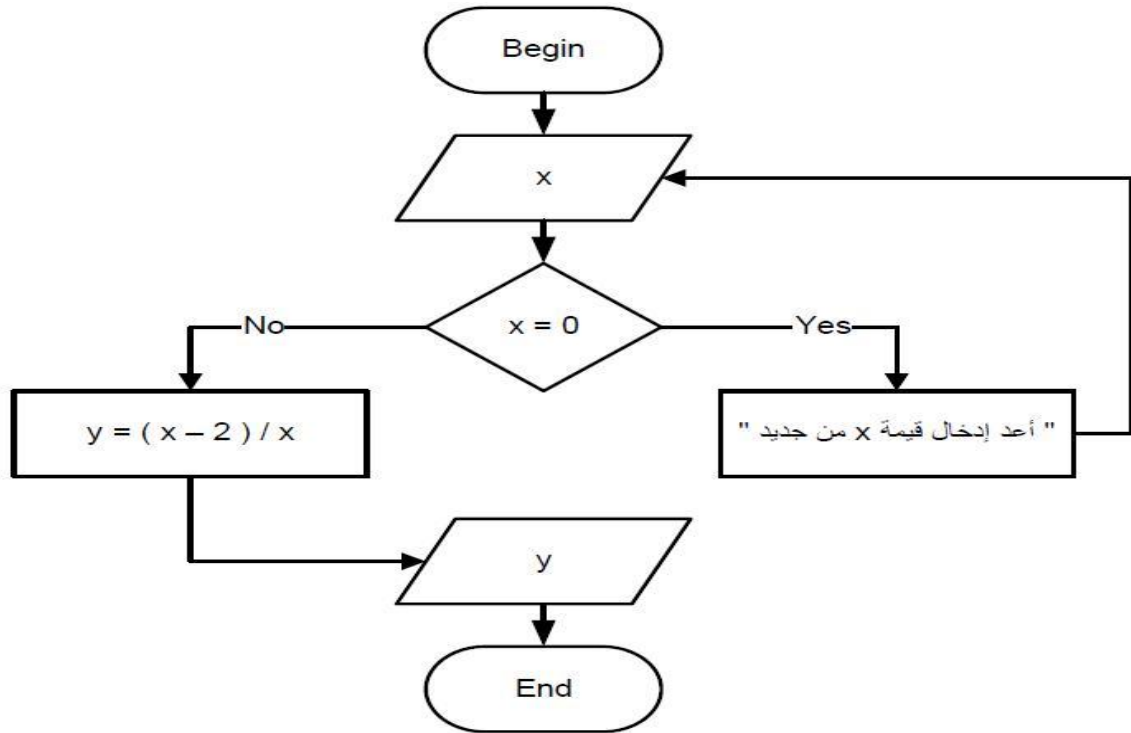 Begin
x
x = 0
No
Yes
y = ( x – 2 ) / x
" أعد إدخال قيمة x من جديد "
y
End